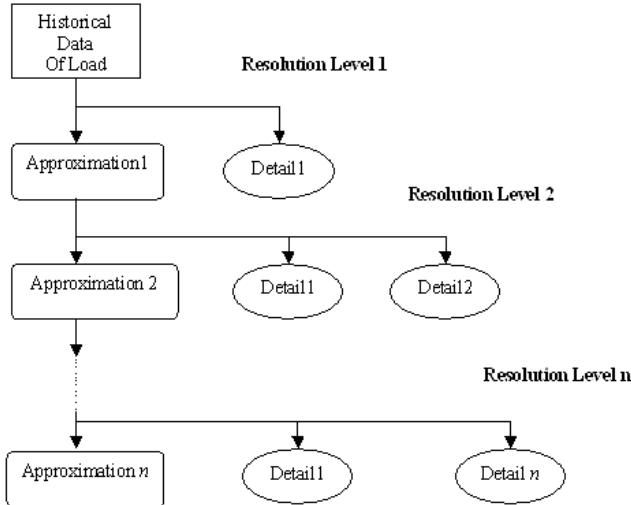 Historical
Data
Of Load
Resolution Level 1
Approximation1
Detail1
Resolution Level 2
Approximation 2
Detail1
Detail2
Resolution Level n
Approximation n
Detail1
Detail n